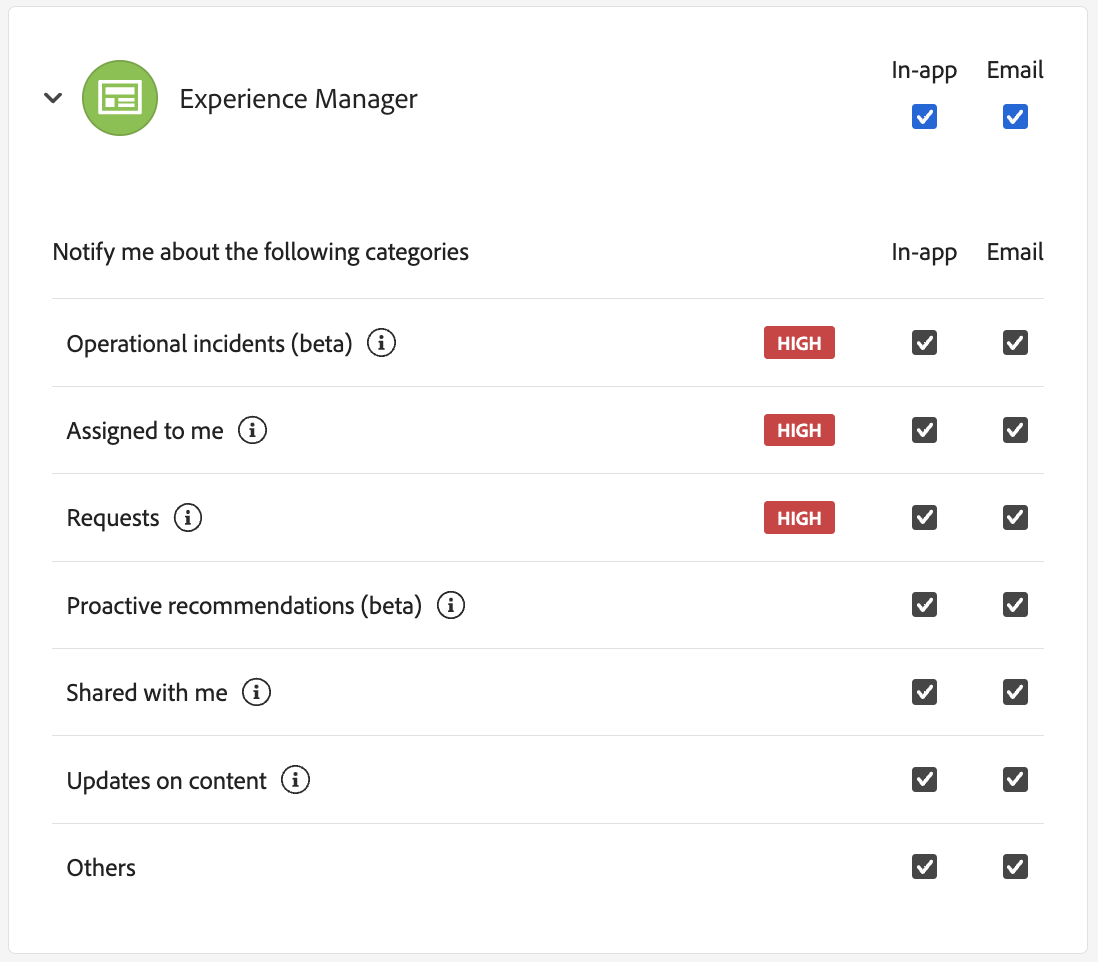 In-app Email
Experience Manager
Notify me about the following categories In-app Email
Operational incidents (beta) HIGH
Assigned to me HIGH
Requests HIGH
Proactive recommendations (beta)
Shared with me
Updates on content
Others